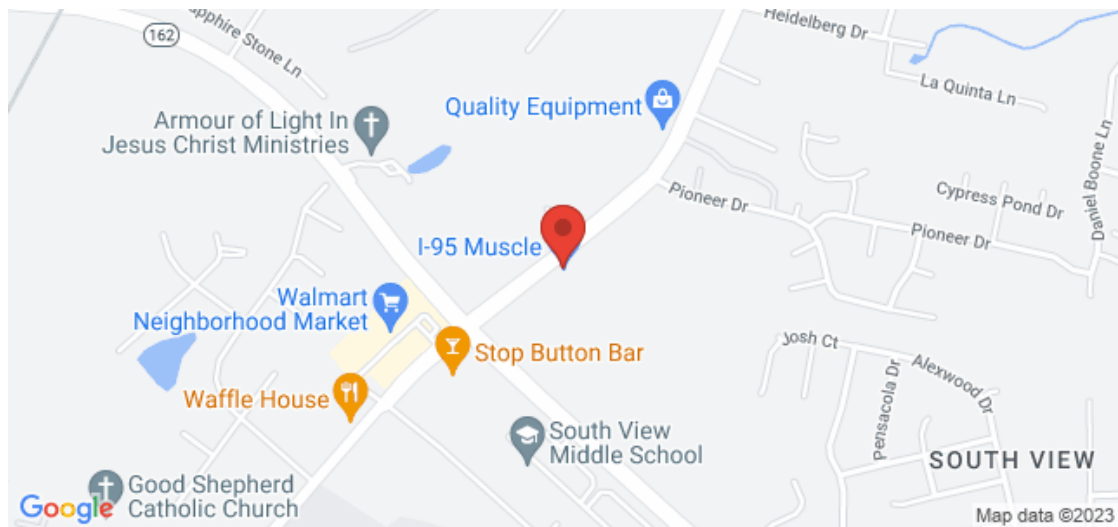 162
Sapphire Stone Ln
Heidelberg Dr
La Quinta Ln
Quality Equipment
Armour of Light In
Jesus Christ Ministries
Daniel Boone Ln
Pioneer Dr
Cypress Pond Dr
Pioneer Dr
I-95 Muscle
Walmart
Neighborhood Market
Stop Button Bar
Josh Ct
Alexwood Dr
Pensacola Dr
Waffle House
South View
Middle School
SOUTH VIEW
Good Shepherd
Catholic Church
Google
Map data ©2023